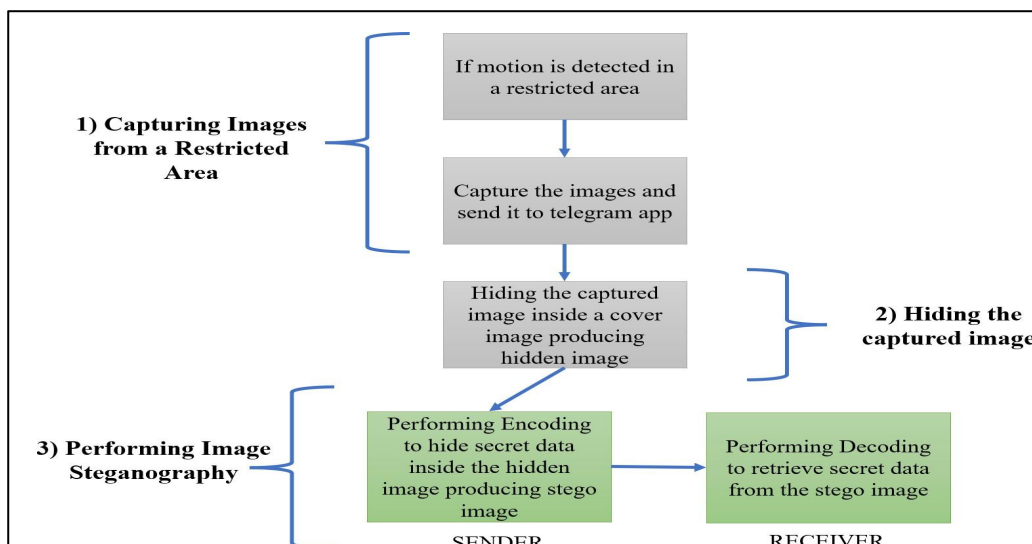 If motion is detected in
a restricted area
1) Capturing Images
from a Restricted
Area
Capture the images and
send it to telegram app
Hiding the captured
image inside a cover
image producing
hidden image
2) Hiding the
captured image
3) Performing Image
Steganography
Performing Encoding
to hide secret data
inside the hidden
image producing stego
image
Performing Decoding
to retrieve secret data
from the stego image
SENDER
RECEIVER